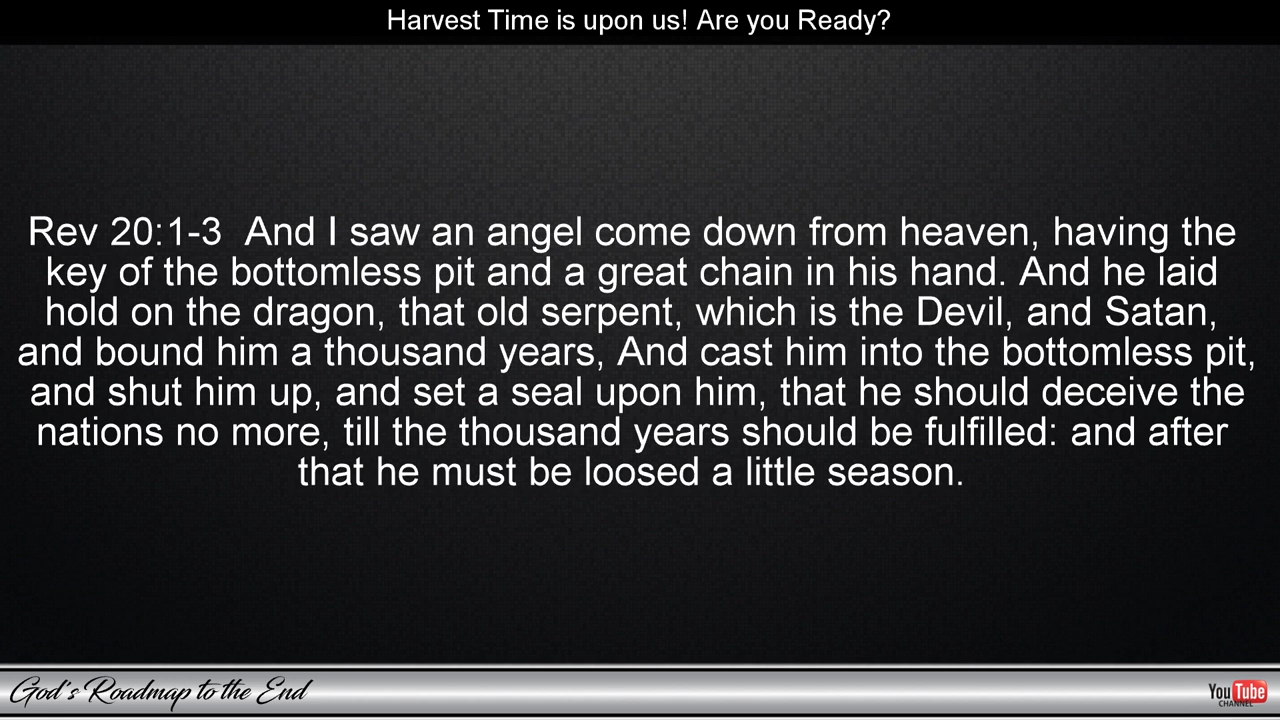 Harvest Time is upon us! Are you Ready?
Rev 20:1-3  And I saw an angel come down from heaven, having the
key of the bottomless pit and a great chain in his hand. And he laid
hold on the dragon, that old serpent, which is the Devil, and Satan,
and bound him a thousand years, And cast him into the bottomless pit,
and shut him up, and set a seal upon him, that he should deceive the
nations no more, till the thousand years should be fulfilled: and after
that he must be loosed a little season.
God's Roadmap to the End
YouTube
CHANNEL